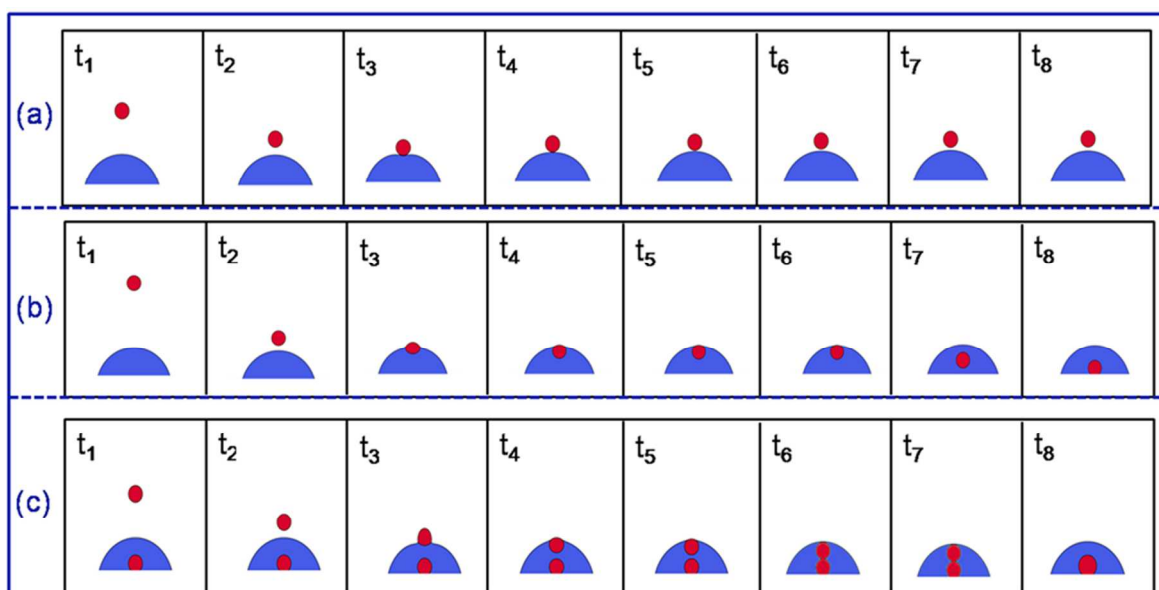 (a) t₁ t₂ t₃ t₄ t₅ t₆ t₇ t₈
(b) t₁ t₂ t₃ t₄ t₅ t₆ t₇ t₈
(c) t₁ t₂ t₃ t₄ t₅ t₆ t₇ t₈